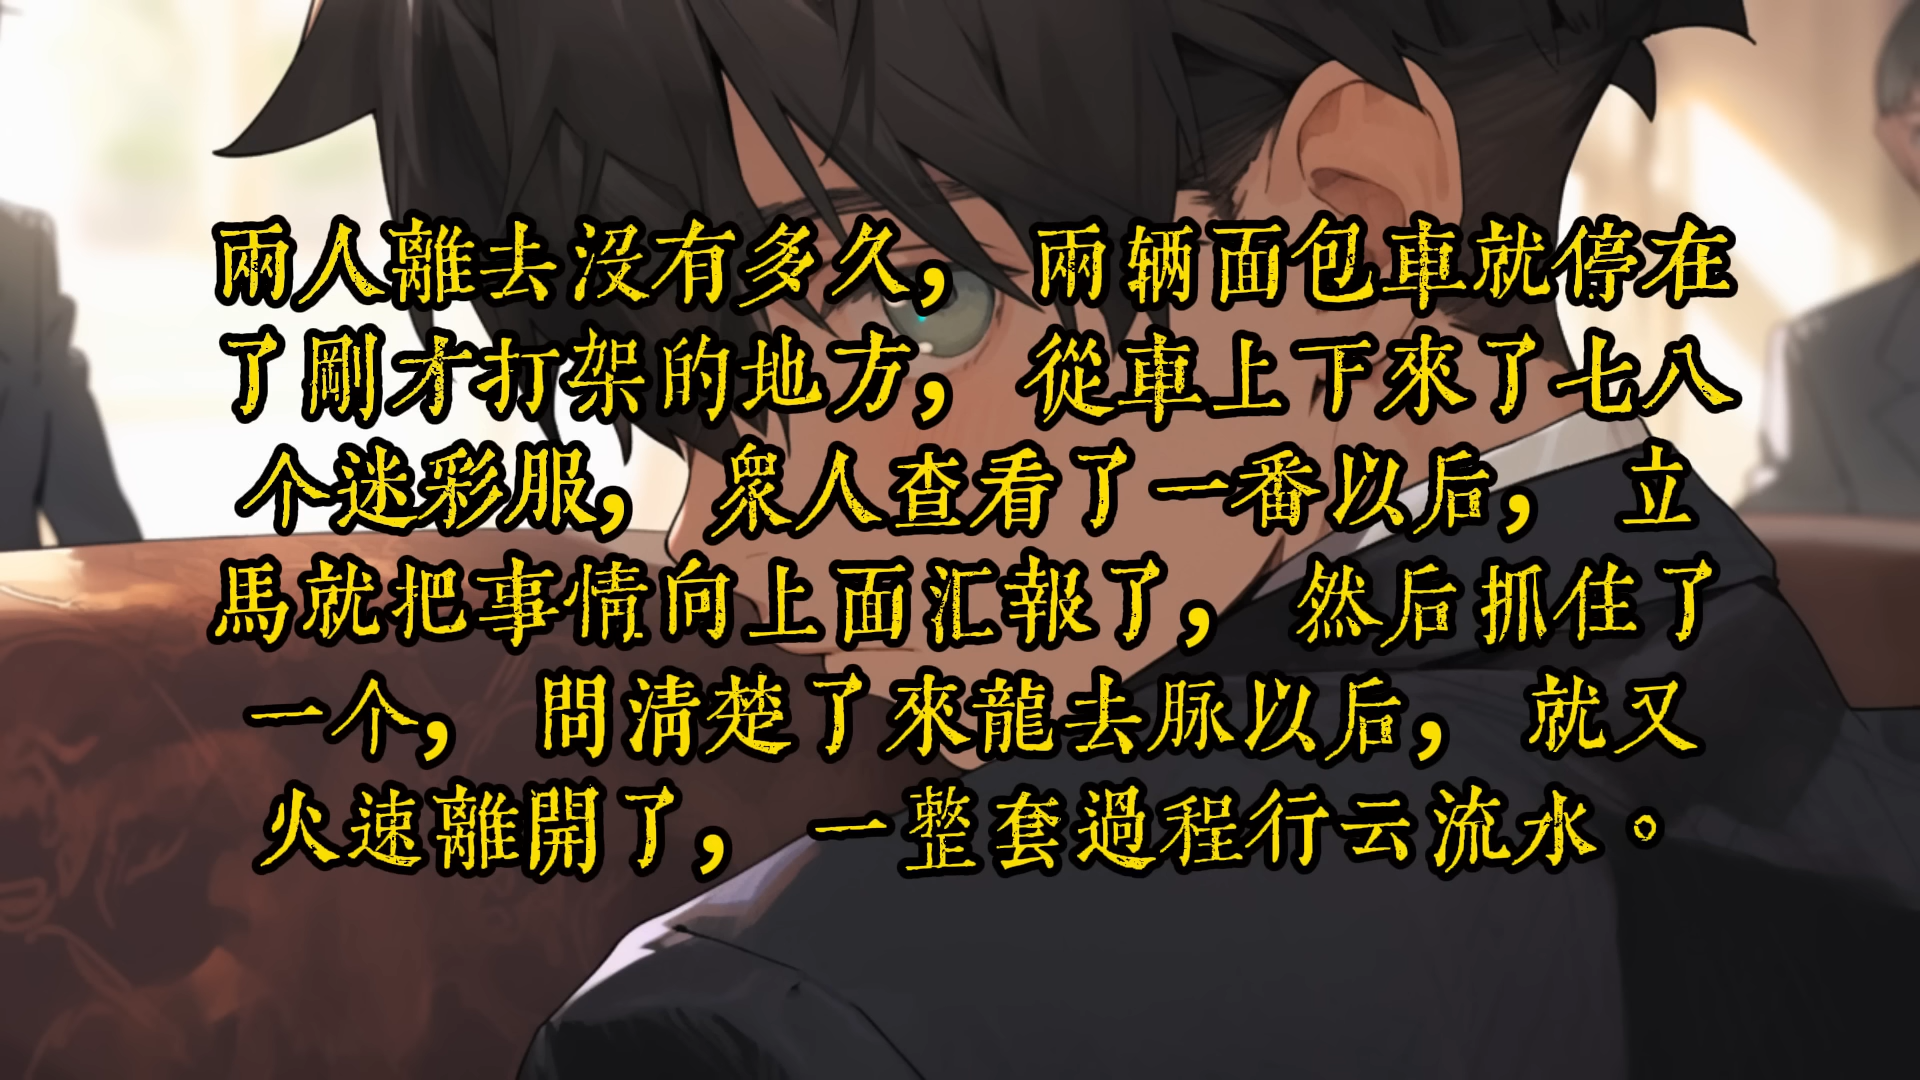 兩人離去没有多久， 兩辆面包車就停在
了剛才打架的地方， 從車上下來了七八
个迷彩服， 衆人查看了一番以后， 立
馬就把事情向上面汇報了， 然后抓住了
一个， 問清楚了來龍去脉以后， 就又
火速離開了， 一整套過程行云流水。